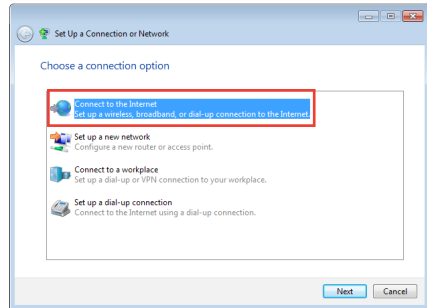 Set Up a Connection or Network
Choose a connection option
Connect to the Internet
Set up a wireless, broadband, or dial-up connection to the Internet.
Set up a new network
Configure a new router or access point.
Connect to a workplace
Set up a dial-up or VPN connection to your workplace.
Set up a dial-up connection
Connect to the Internet using a dial-up connection.
Next Cancel